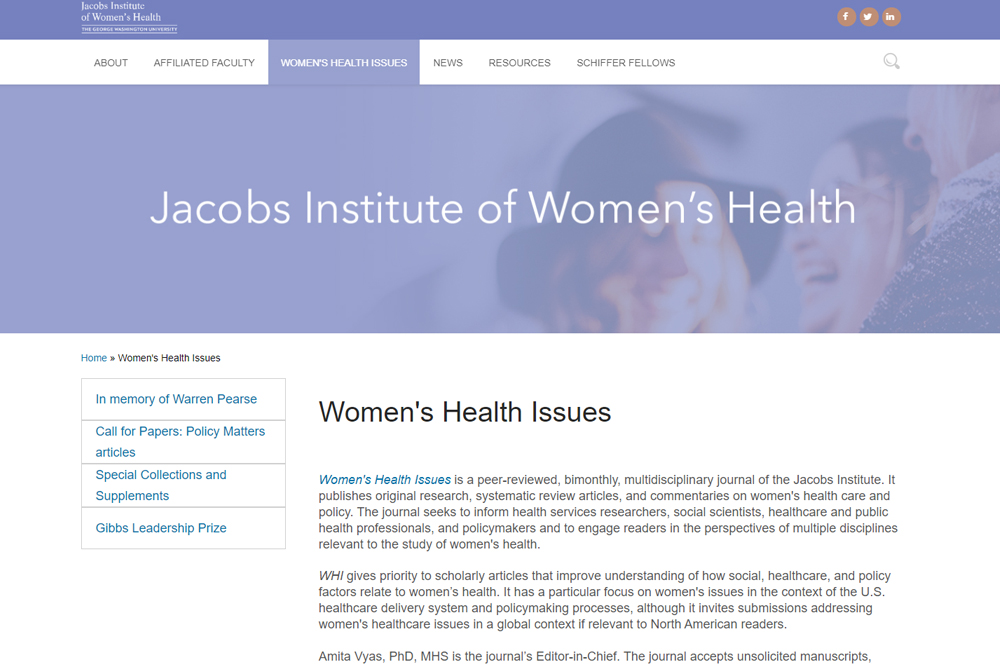 Jacobs Institute
of Women's Health
THE GEORGE WASHINGTON UNIVERSITY
ABOUT AFFILIATED FACULTY WOMEN'S HEALTH ISSUES NEWS RESOURCES SCHIFFER FELLOWS
Jacobs Institute of Women's Health
Home » Women's Health Issues
In memory of Warren Pearse
Call for Papers: Policy Matters
articles
Special Collections and
Supplements
Gibbs Leadership Prize
Women's Health Issues
Women's Health Issues is a peer-reviewed, bimonthly, multidisciplinary journal of the Jacobs Institute. It
publishes original research, systematic review articles, and commentaries on women's health care and
policy. The journal seeks to inform health services researchers, social scientists, healthcare and public
health professionals, and policymakers and to engage readers in the perspectives of multiple disciplines
relevant to the study of women's health.
WHI gives priority to scholarly articles that improve understanding of how social, healthcare, and policy
factors relate to women's health. It has a particular focus on women's issues in the context of the U.S.
healthcare delivery system and policymaking processes, although it invites submissions addressing
women's healthcare issues in a global context if relevant to North American readers.
Amita Vyas, PhD, MHS is the journal's Editor-in-Chief. The journal accepts unsolicited manuscripts,